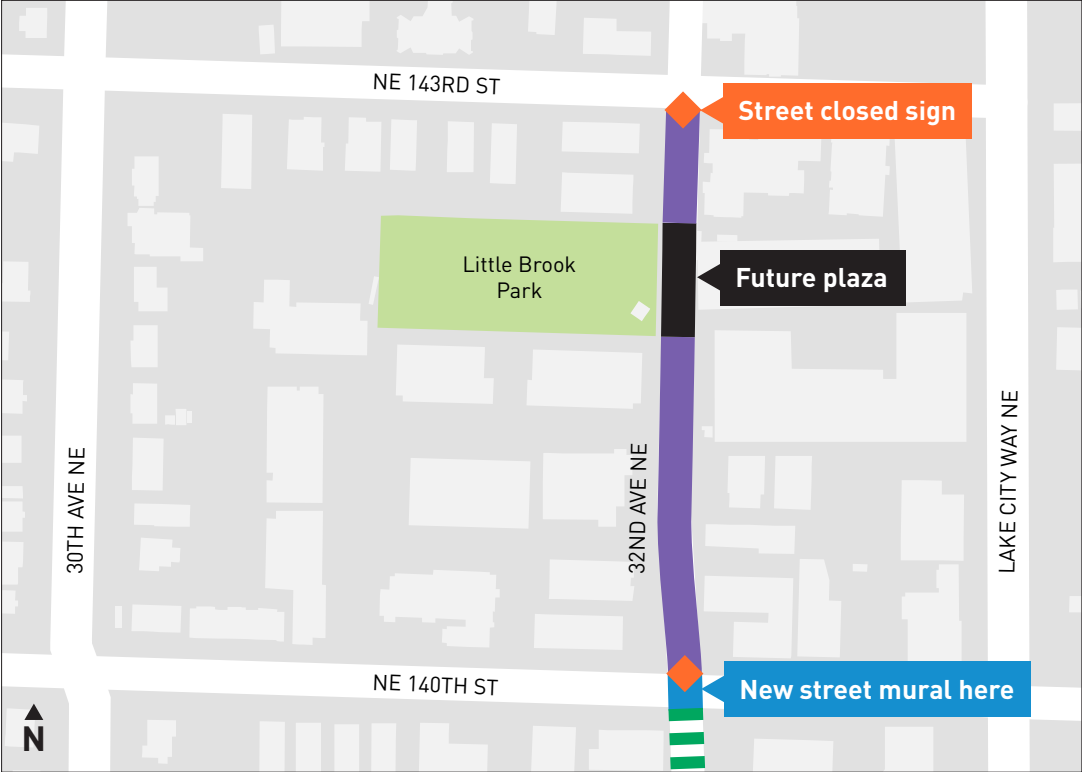 NE 143RD ST
Street closed sign
Little Brook
Park
Future plaza
30TH AVE NE
32ND AVE NE
LAKE CITY WAY NE
NE 140TH ST
New street mural here
N